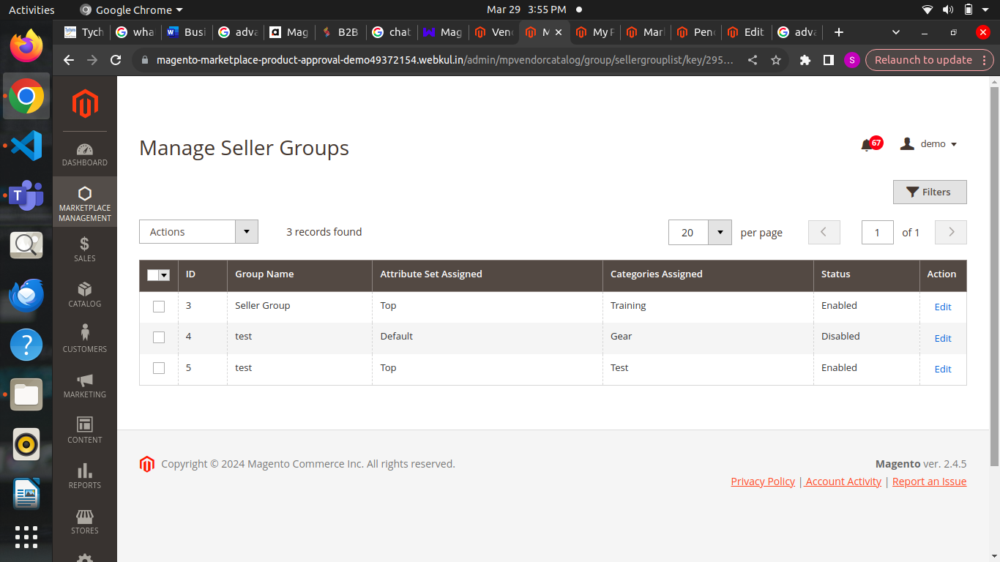 Activities Google Chrome Mar 29 3:55 PM
Tych wha Busi adva Mag B2B chat Mag Ven M My P Mar Pen Edit adva
magento-marketplace-product-approval-demo49372154.webkul.in/admin/mpvendorcatalog/group/sellergrouplist/key/295... S Relaunch to update
Manage Seller Groups
67 demo
DASHBOARD
MARKETPLACE
MANAGEMENT
SALES
CATALOG
CUSTOMERS
MARKETING
CONTENT
REPORTS
STORES
Filters
Actions 3 records found 20 per page 1 of 1
ID Group Name Attribute Set Assigned Categories Assigned Status Action
3 Seller Group Top Training Enabled Edit
4 test Default Gear Disabled Edit
5 test Top Test Enabled Edit
Copyright © 2024 Magento Commerce Inc. All rights reserved. Magento ver. 2.4.5
Privacy Policy | Account Activity | Report an Issue